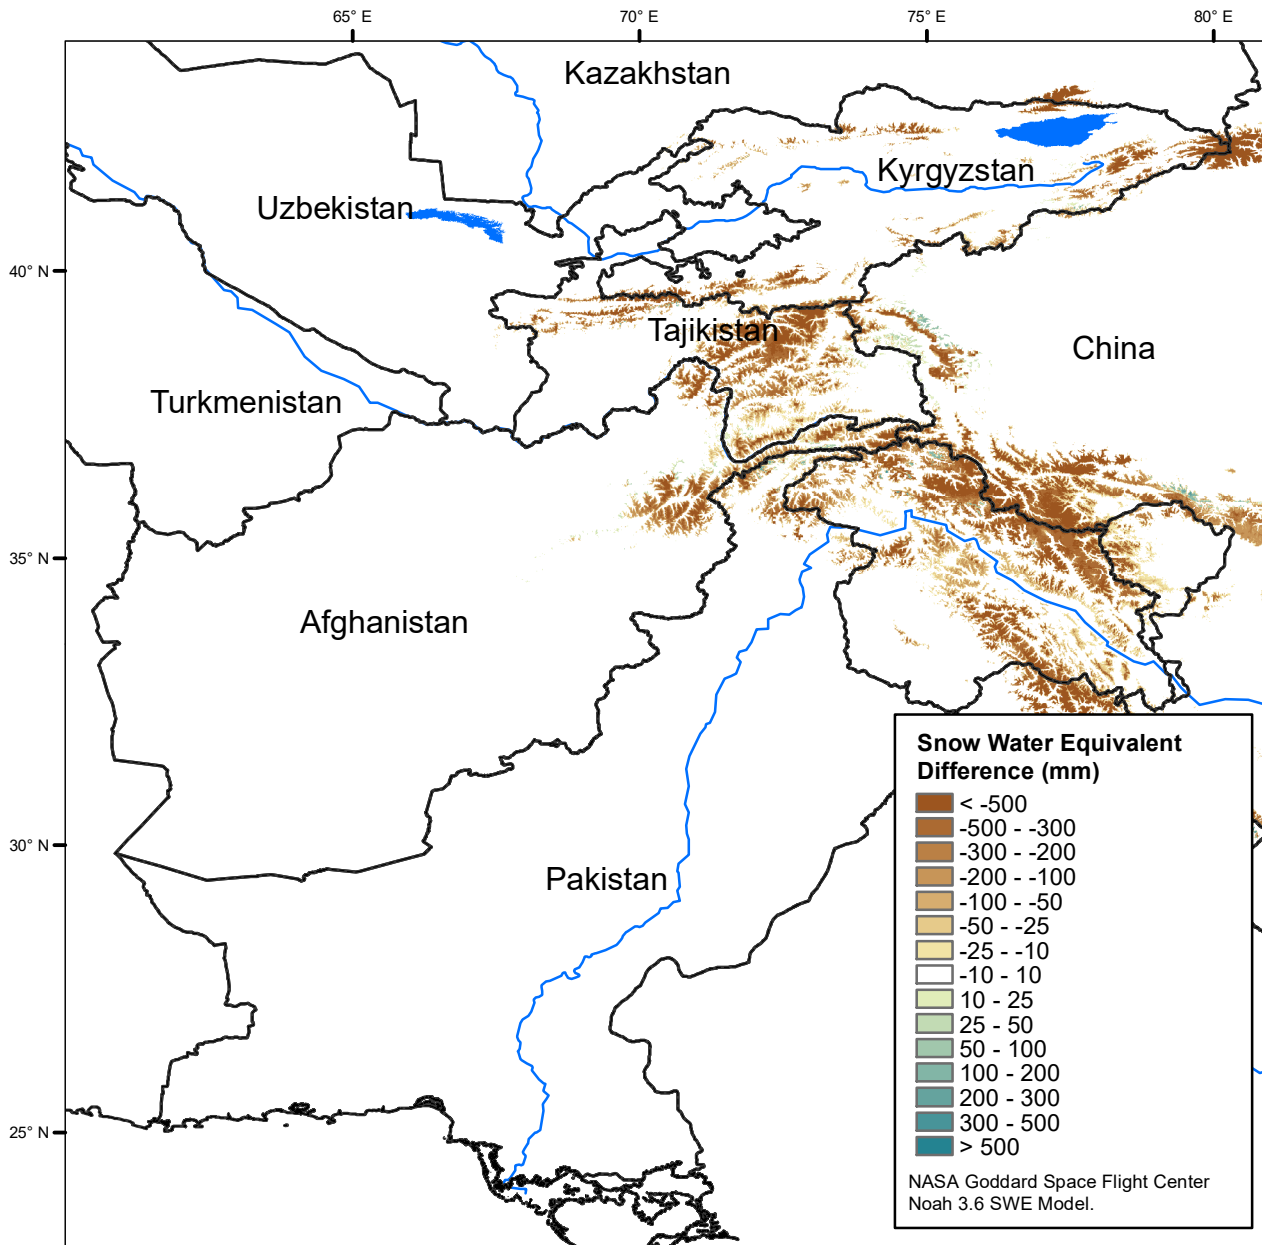 65° E
70° E
75° E
80° E
Kazakhstan
Kyrgyzstan
Uzbekistan
40° N
Tajikistan
China
Turkmenistan
35° N
Afghanistan
30° N
Pakistan
25° N
Snow Water Equivalent
Difference (mm)
< -500
-500 - -300
-300 - -200
-200 - -100
-100 - -50
-50 - -25
-25 - -10
-10 - 10
10 - 25
25 - 50
50 - 100
100 - 200
200 - 300
300 - 500
> 500
NASA Goddard Space Flight Center
Noah 3.6 SWE Model.